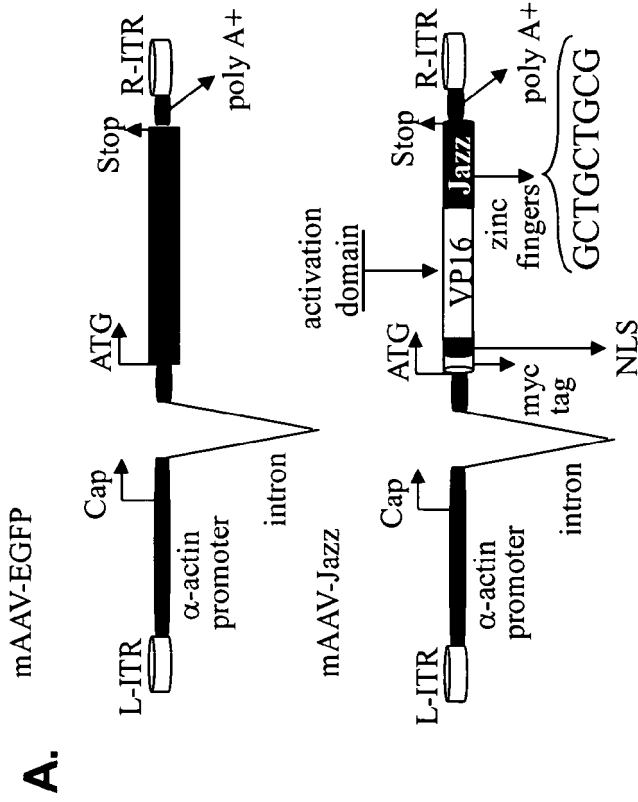 A.
mAAV-EGFP
L-ITR
α-actin
promoter
Cap
intron
ATG
Stop
R-ITR
poly A+
mAAV-Jazz
L-ITR
α-actin
promoter
Cap
intron
ATG
activation
domain
myc
tag
NLS
VP16
Jazz
zinc
fingers
GCTGCTGCG
Stop
R-ITR
poly A+